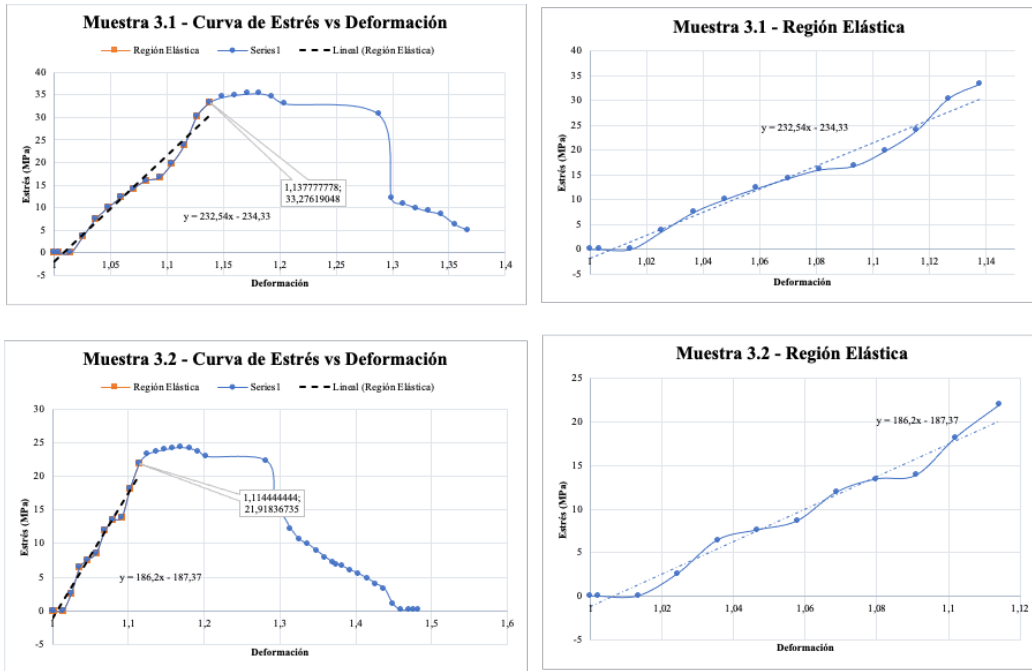 Muestra 3.1 - Curva de Estrés vs Deformación
Región Elástica Series1 Lineal (Región Elástica)
Estrés (MPa)
40
35
30
25
20
15
10
5
0
-5
1 1,05 1,1 1,15 1,2 1,25 1,3 1,35 1,4
1,137777778;
33,27619048
y = 232,54x - 234,33
Deformación
Muestra 3.1 - Región Elástica
Estrés (MPa)
40
35
30
25
20
15
10
5
0
-5
1 1,02 1,04 1,06 1,08 1,1 1,12 1,14
y = 232,54x - 234,33
Deformación
Muestra 3.2 - Curva de Estrés vs Deformación
Región Elástica Series1 Lineal (Región Elástica)
Estrés (MPa)
30
25
20
15
10
5
0
-5
1 1,1 1,2 1,3 1,4 1,5 1,6
1,114444444;
21,91836735
y = 186,2x - 187,37
Deformación
Muestra 3.2 - Región Elástica
Estrés (MPa)
25
20
15
10
5
0
-5
1 1,02 1,04 1,06 1,08 1,1 1,12
y = 186,2x - 187,37
Deformación